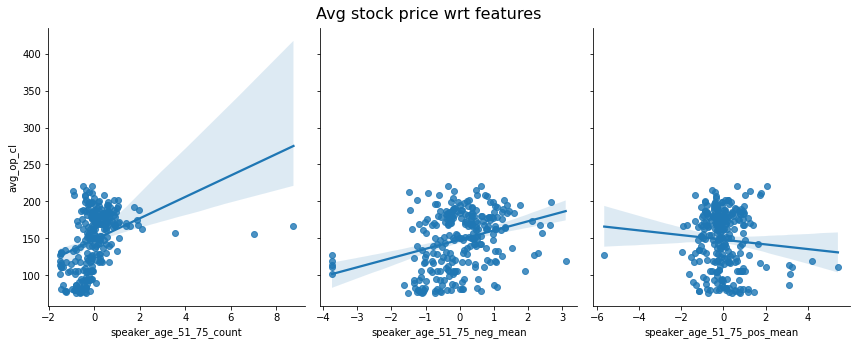 Avg stock price wrt features
avg_op_cl
400
350
300
250
200
150
100
−2 0 2 4 6 8
speaker_age_51_75_count
−4 −3 −2 −1 0 1 2 3
speaker_age_51_75_neg_mean
−6 −4 −2 0 2 4
speaker_age_51_75_pos_mean